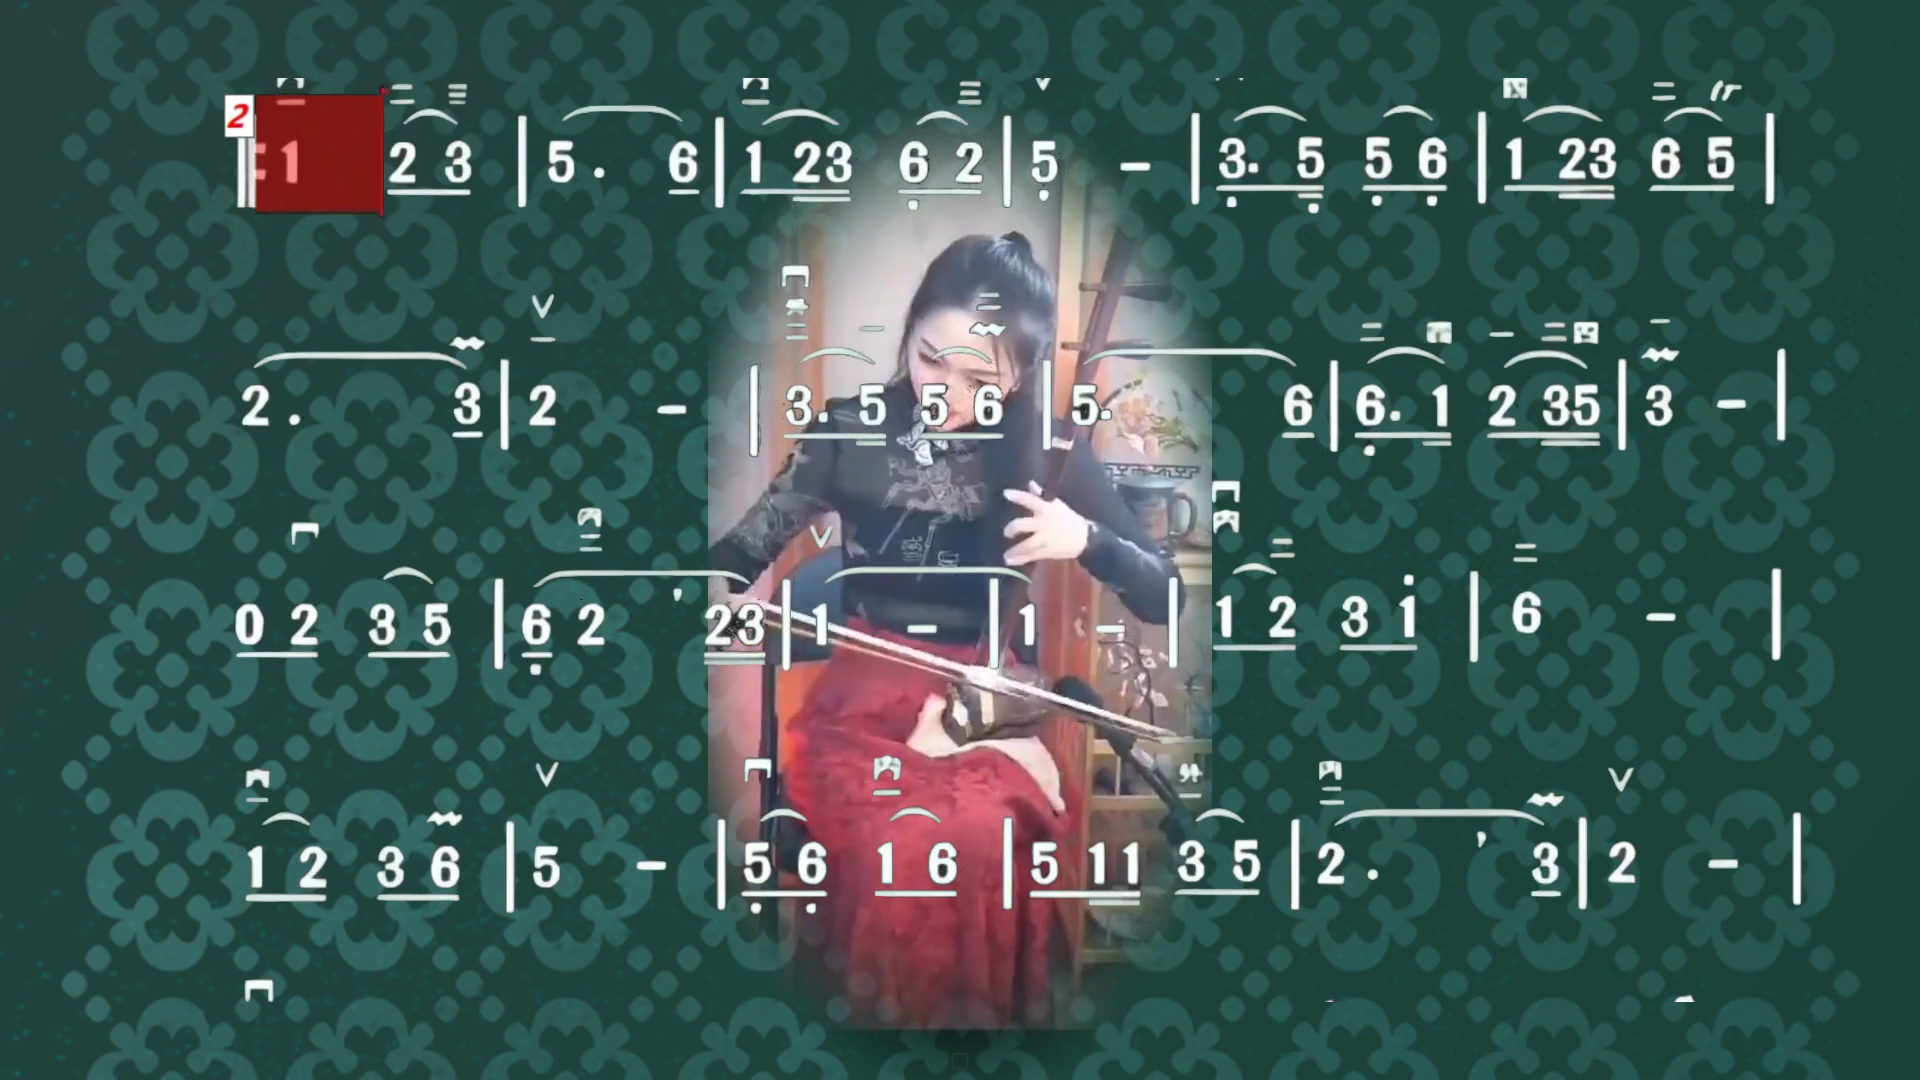 2
‖: 1 2 3 | 5 . 6 | 1 23 6 2 | 5 - | 3. 5 5 6 | 1 23 6 5 tr |
2 . 3 | 2 - | 3. 5 5 6 | 5. 6 | 6. 1 2 35 | 3 - |
0 2 3 5 | 6 2 ' 23 | 1 - | 1 - | 1 2 3 1 | 6 - |
1 2 3 6 | 5 - | 5 6 1 6 | 5 11 3 5 | 2 . ' 3 | 2 - |